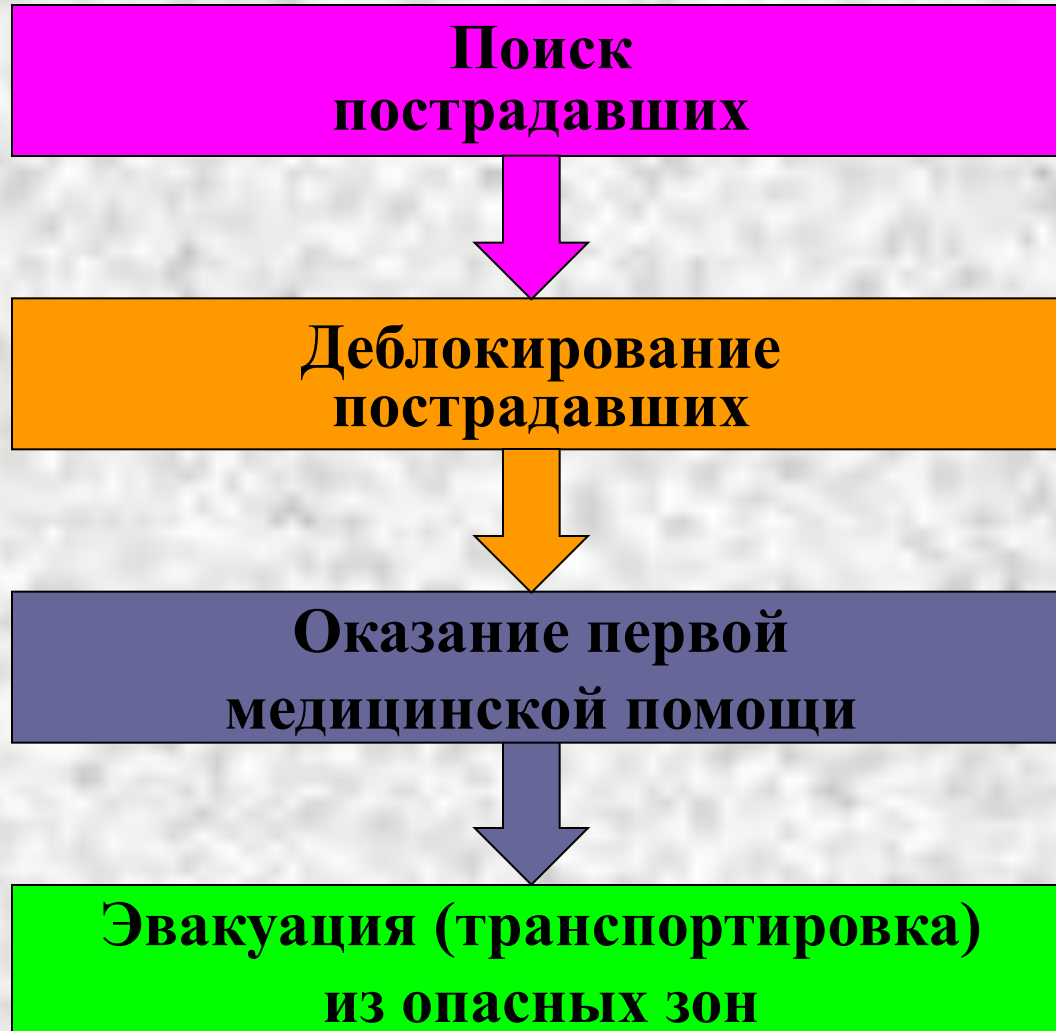 Поиск
пострадавших
Деблокирование
пострадавших
Оказание первой
медицинской помощи
Эвакуация (транспортировка)
из опасных зон